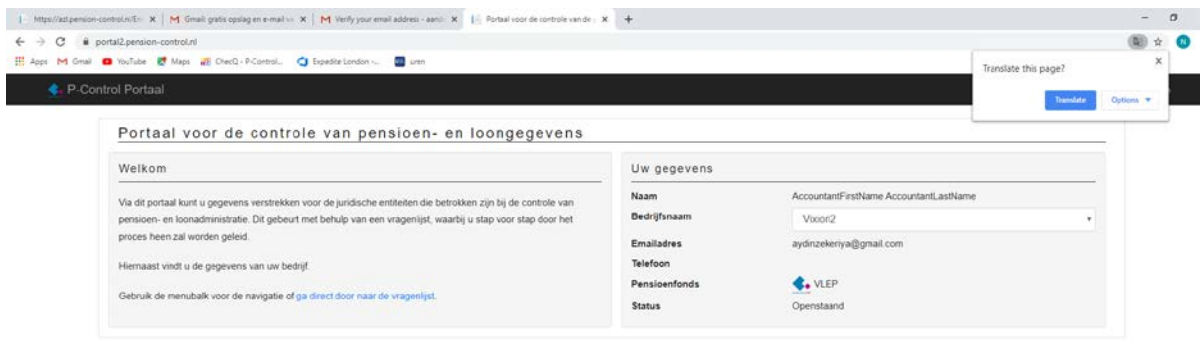 https://azl.pension-control.nl/En
Gmail: gratis opslag en e-mail vo
Verify your email address - aandr
Portaal voor de controle van de
portal2.pension-control.nl
Apps Gmail YouTube Maps ChecQ - P-Control... Expedite London -... uren
Translate this page?
Translate Options
P-Control Portaal
Portaal voor de controle van pensioen- en loongegevens
Welkom
Via dit portaal kunt u gegevens verstrekken voor de juridische entiteiten die betrokken zijn bij de controle van
pensioen- en loonadministratie. Dit gebeurt met behulp van een vragenlijst, waarbij u stap voor stap door het
proces heen zal worden geleid.
Hiernaast vindt u de gegevens van uw bedrijf.
Gebruik de menubalk voor de navigatie of ga direct door naar de vragenlijst.
Uw gegevens
Naam AccountantFirstName AccountantLastName
Bedrijfsnaam Vixion2
Emailadres aydinzekeriya@gmail.com
Telefoon
Pensioenfonds VLEP
Status Openstaand